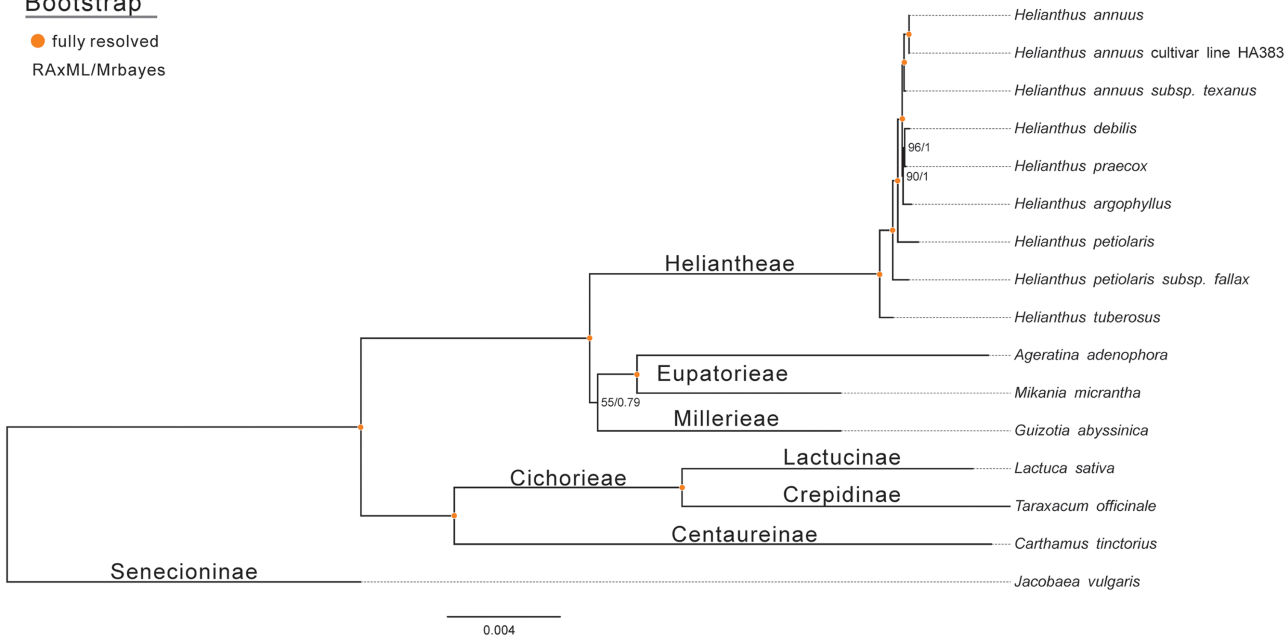 Bootstrap
fully resolved
RAxML/Mrbayes
Helianthus annuus
Helianthus annuus cultivar line HA383
Helianthus annuus subsp. texanus
Helianthus debilis
96/1
Helianthus praecox
90/1
Helianthus argophyllus
Helianthus petiolaris
Heliantheae
Helianthus petiolaris subsp. fallax
Helianthus tuberosus
Ageratina adenophora
Eupatorieae
Mikania micrantha
55/0.79
Millerieae
Guizotia abyssinica
Lactucinae
Lactuca sativa
Cichorieae
Crepidinae
Taraxacum officinale
Centaureinae
Carthamus tinctorius
Senecioninae
Jacobaea vulgaris
0.004